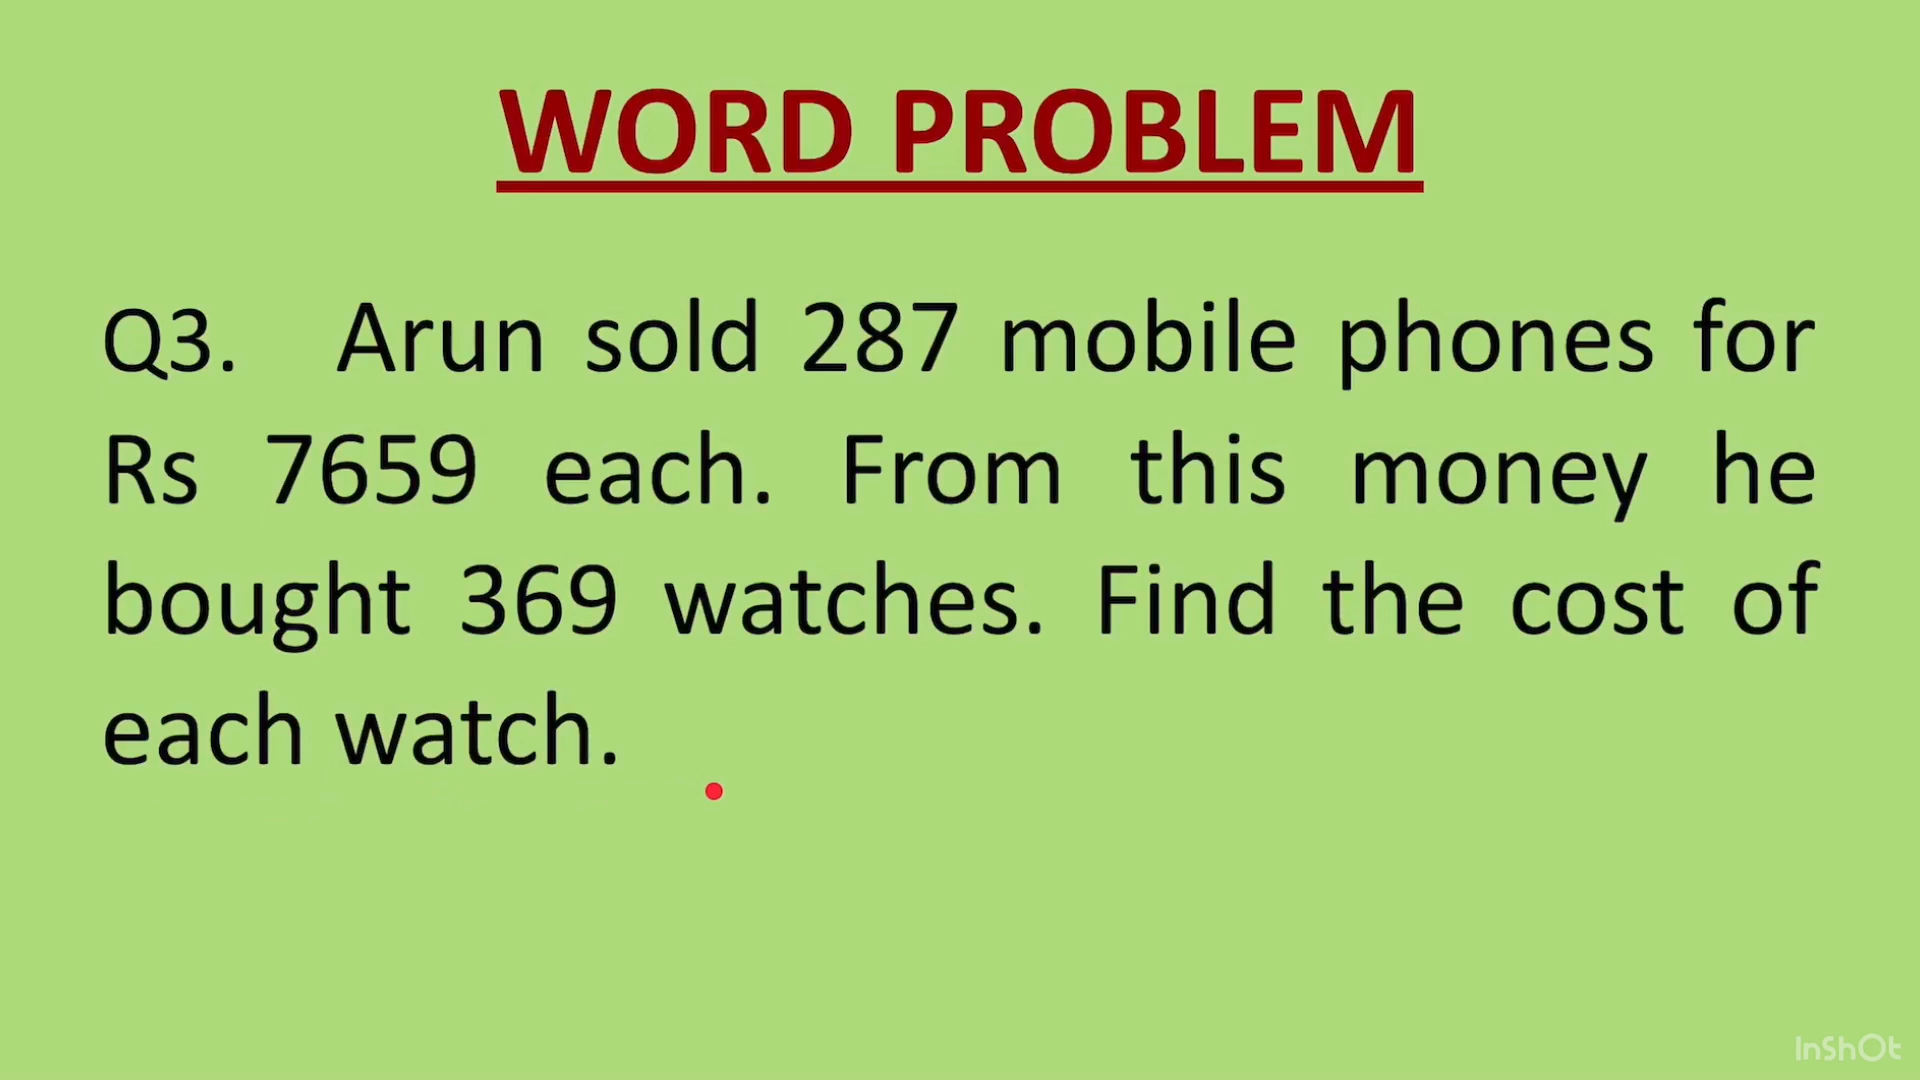 WORD PROBLEM
Q3. Arun sold 287 mobile phones for
Rs 7659 each. From this money he
bought 369 watches. Find the cost of
each watch.
InShOt